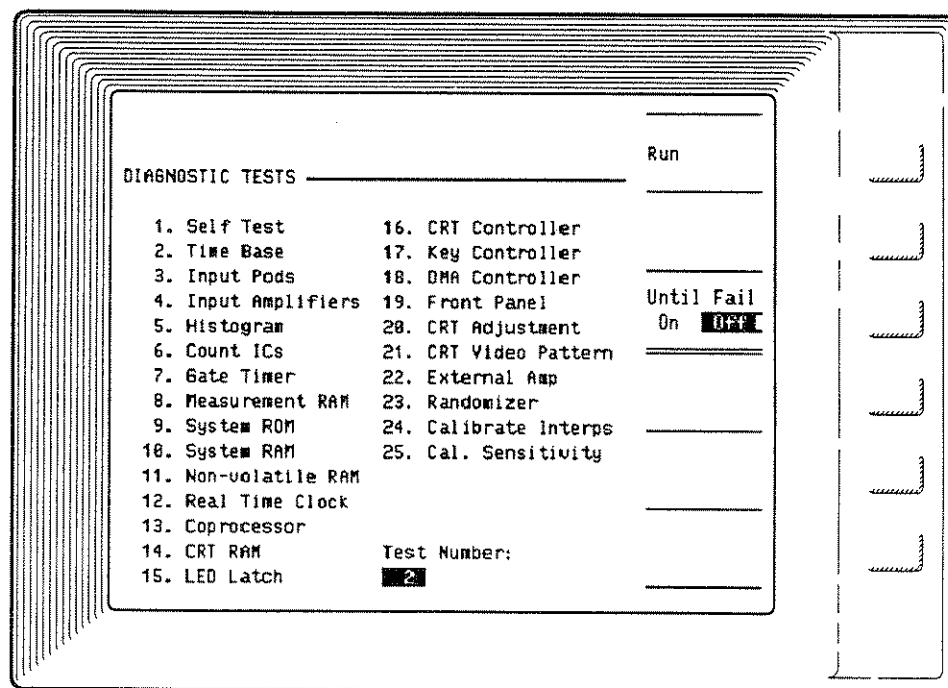 Run
DIAGNOSTIC TESTS
1. Self Test
2. Time Base
3. Input Pods
4. Input Amplifiers
5. Histogram
6. Count ICs
7. Gate Timer
8. Measurement RAM
9. System ROM
10. System RAM
11. Non-volatile RAM
12. Real Time Clock
13. Coprocessor
14. CRT RAM
15. LED Latch
16. CRT Controller
17. Key Controller
18. DMA Controller
19. Front Panel
20. CRT Adjustment
21. CRT Video Pattern
22. External Amp
23. Randomizer
24. Calibrate Interps
25. Cal. Sensitivity
Test Number:
2
Until Fail
On Off